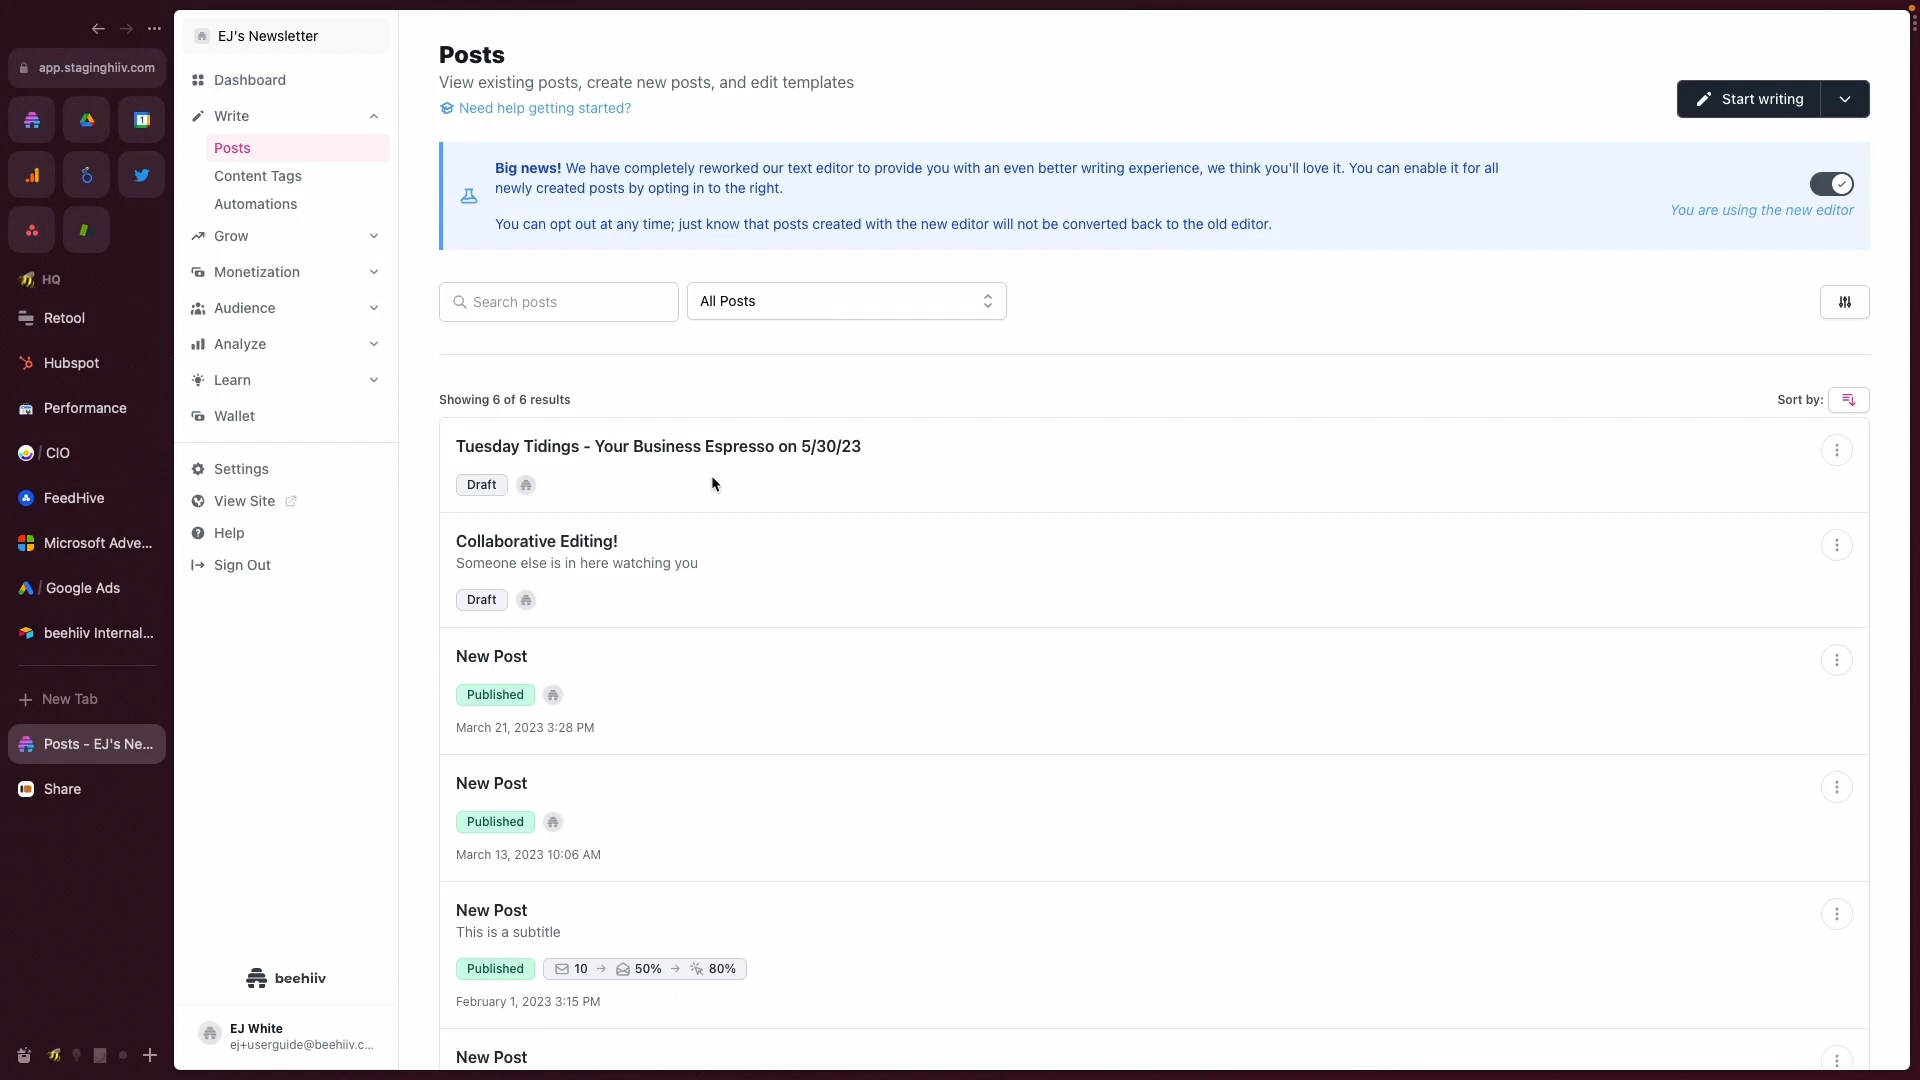 app.staginghiiv.com
HQ
Retool
Hubspot
Performance
/ CIO
FeedHive
Microsoft Adve...
/ Google Ads
beehiiv Internal...
New Tab
Posts - EJ's Ne...
Share
EJ's Newsletter
Dashboard
Write
Posts
Content Tags
Automations
Grow
Monetization
Audience
Analyze
Learn
Wallet
Settings
View Site
Help
Sign Out
beehiiv
EJ White
ej+userguide@beehiiv.c...
Posts
View existing posts, create new posts, and edit templates
Need help getting started?
Start writing
Big news! We have completely reworked our text editor to provide you with an even better writing experience, we think you'll love it. You can enable it for all
newly created posts by opting in to the right.
You can opt out at any time; just know that posts created with the new editor will not be converted back to the old editor.
You are using the new editor
Search posts
All Posts
Showing 6 of 6 results
Sort by:
Tuesday Tidings - Your Business Espresso on 5/30/23
Draft
Collaborative Editing!
Someone else is in here watching you
Draft
New Post
Published
March 21, 2023 3:28 PM
New Post
Published
March 13, 2023 10:06 AM
New Post
This is a subtitle
Published 10 → 50% → 80%
February 1, 2023 3:15 PM
New Post